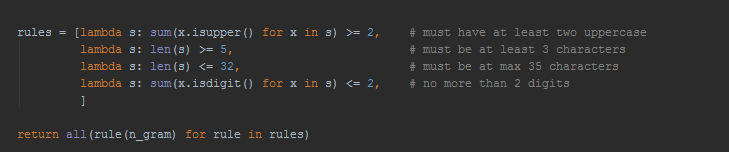 rules = [lambda s: sum(x.isupper() for x in s) >= 2,    # must have at least two uppercase
         lambda s: len(s) >= 5,                         # must be at least 3 characters
         lambda s: len(s) <= 32,                        # must be at max 35 characters
         lambda s: sum(x.isdigit() for x in s) <= 2,    # no more than 2 digits
         ]
return all(rule(n_gram) for rule in rules)